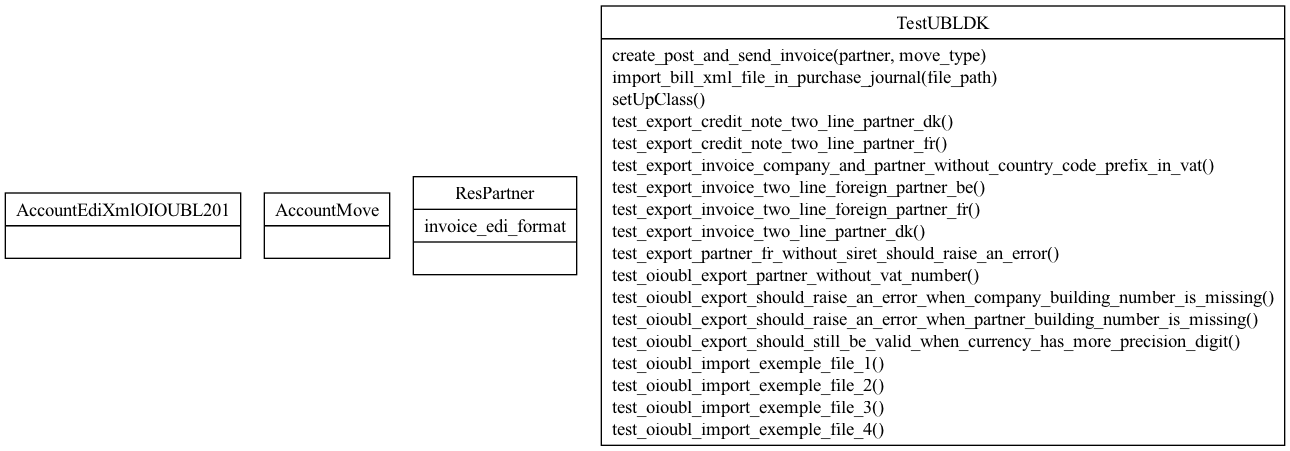 AccountEdiXmlOIOUBL201
AccountMove
ResPartner
invoice_edi_format
TestUBLDK
create_post_and_send_invoice(partner, move_type)
import_bill_xml_file_in_purchase_journal(file_path)
setUpClass()
test_export_credit_note_two_line_partner_dk()
test_export_credit_note_two_line_partner_fr()
test_export_invoice_company_and_partner_without_country_code_prefix_in_vat()
test_export_invoice_two_line_foreign_partner_be()
test_export_invoice_two_line_foreign_partner_fr()
test_export_invoice_two_line_partner_dk()
test_export_partner_fr_without_siret_should_raise_an_error()
test_oioubl_export_partner_without_vat_number()
test_oioubl_export_should_raise_an_error_when_company_building_number_is_missing()
test_oioubl_export_should_raise_an_error_when_partner_building_number_is_missing()
test_oioubl_export_should_still_be_valid_when_currency_has_more_precision_digit()
test_oioubl_import_exemple_file_1()
test_oioubl_import_exemple_file_2()
test_oioubl_import_exemple_file_3()
test_oioubl_import_exemple_file_4()